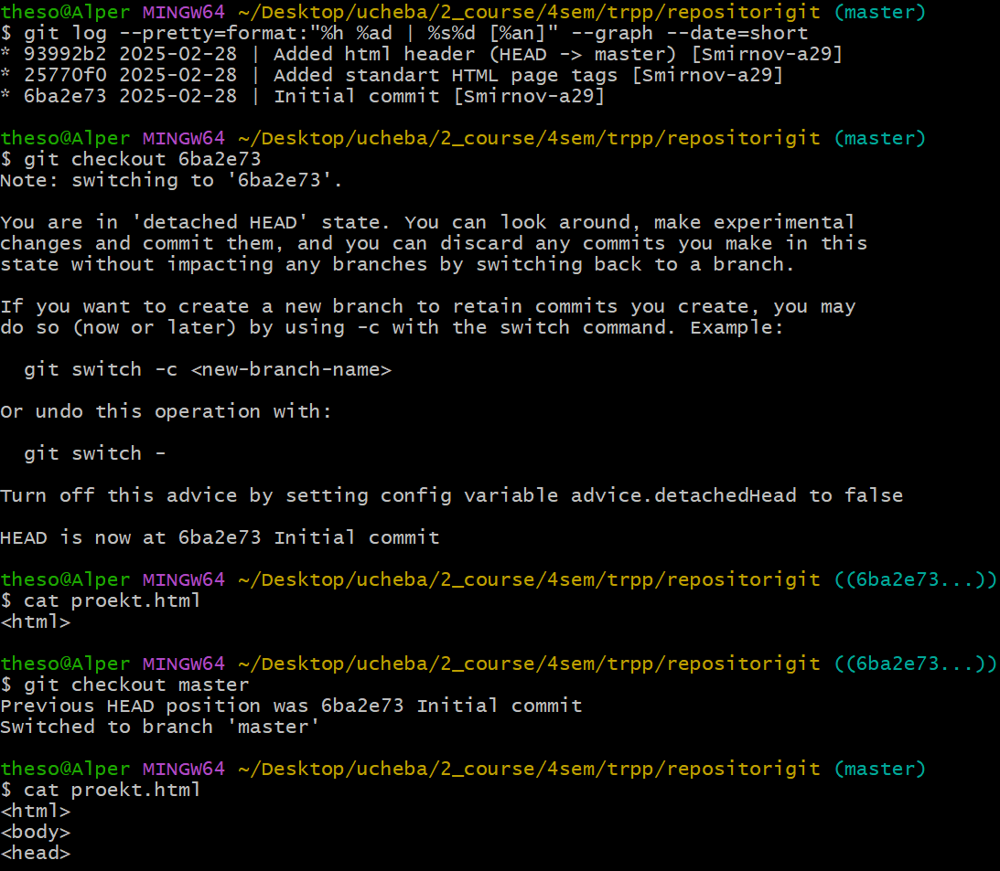 theso@Alper MINGW64 ~/Desktop/ucheba/2_course/4sem/trpp/repositorigit (master)
$ git log --pretty=format:"%h %ad | %s%d [%an]" --graph --date=short
* 93992b2 2025-02-28 | Added html header (HEAD -> master) [Smirnov-a29]
* 25770f0 2025-02-28 | Added standart HTML page tags [Smirnov-a29]
* 6ba2e73 2025-02-28 | Initial commit [Smirnov-a29]

theso@Alper MINGW64 ~/Desktop/ucheba/2_course/4sem/trpp/repositorigit (master)
$ git checkout 6ba2e73
Note: switching to '6ba2e73'.

You are in 'detached HEAD' state. You can look around, make experimental
changes and commit them, and you can discard any commits you make in this
state without impacting any branches by switching back to a branch.

If you want to create a new branch to retain commits you create, you may
do so (now or later) by using -c with the switch command. Example:

  git switch -c <new-branch-name>

Or undo this operation with:

  git switch -

Turn off this advice by setting config variable advice.detachedHead to false

HEAD is now at 6ba2e73 Initial commit

theso@Alper MINGW64 ~/Desktop/ucheba/2_course/4sem/trpp/repositorigit ((6ba2e73...))
$ cat proekt.html
<html>

theso@Alper MINGW64 ~/Desktop/ucheba/2_course/4sem/trpp/repositorigit ((6ba2e73...))
$ git checkout master
Previous HEAD position was 6ba2e73 Initial commit
Switched to branch 'master'

theso@Alper MINGW64 ~/Desktop/ucheba/2_course/4sem/trpp/repositorigit (master)
$ cat proekt.html
<html>
<body>
<head>